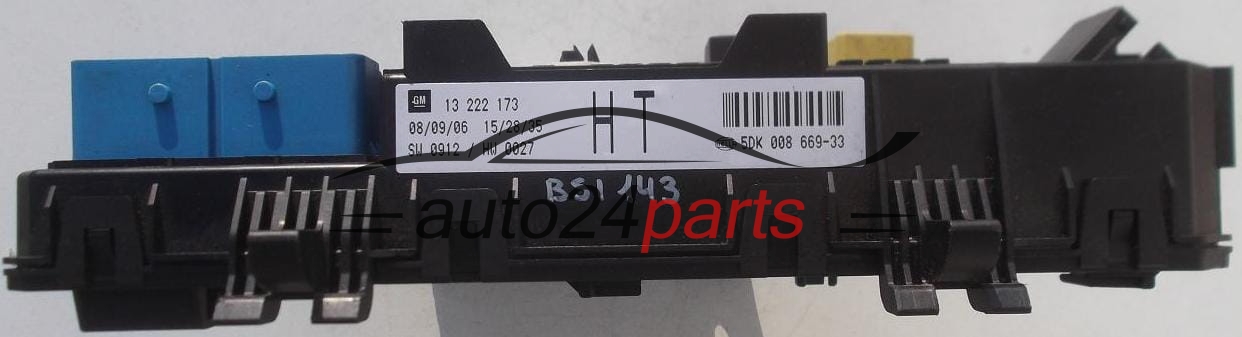 GM 13 222 173
08/09/06 15/28/35
SW 0912 / HW 0027
HT
5DK 008 669-33
BSI 143
auto24parts